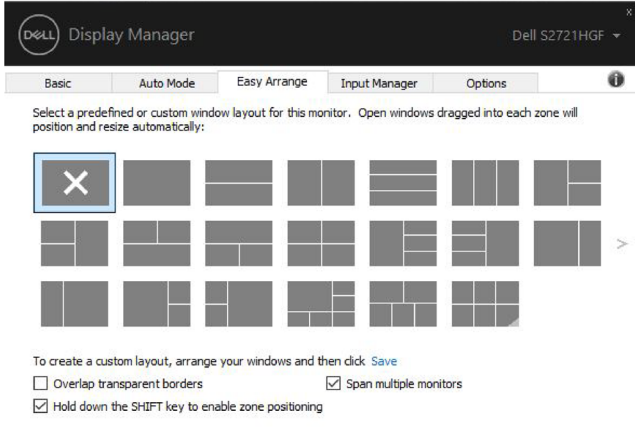 DELL Display Manager
Dell S2721HGF
Basic Auto Mode Easy Arrange Input Manager Options
Select a predefined or custom window layout for this monitor. Open windows dragged into each zone will
position and resize automatically:
To create a custom layout, arrange your windows and then click Save
Overlap transparent borders
Span multiple monitors
Hold down the SHIFT key to enable zone positioning